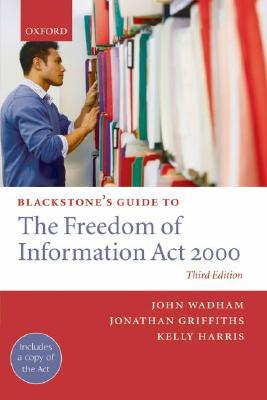 OXFORD
BLACKSTONE'S GUIDE TO
The Freedom of
Information Act 2000
Third Edition
JOHN WADHAM
JONATHAN GRIFFITHS
KELLY HARRIS
Includes
a copy of
the Act